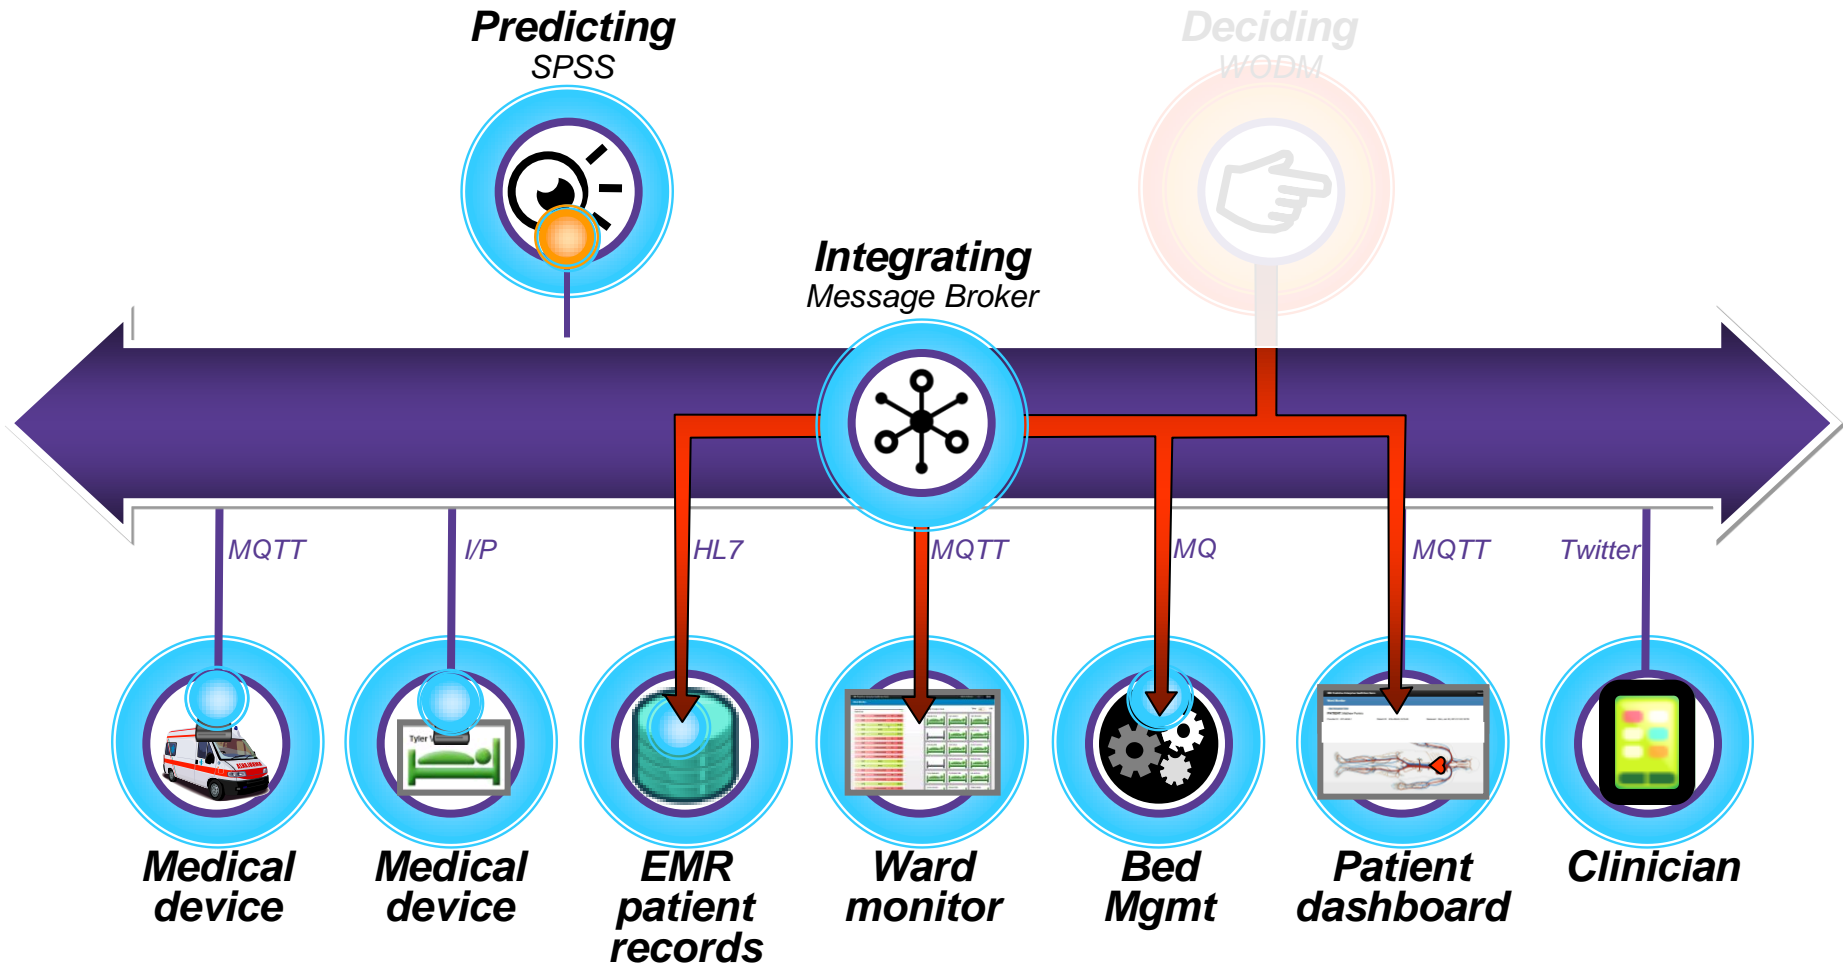 Predicting
SPSS
Deciding
WODM
Integrating
Message Broker
MQTT
I/P
HL7
MQTT
MQ
MQTT
Twitter
Medical
device
Medical
device
EMR
patient
records
Ward
monitor
Bed
Mgmt
Patient
dashboard
Clinician